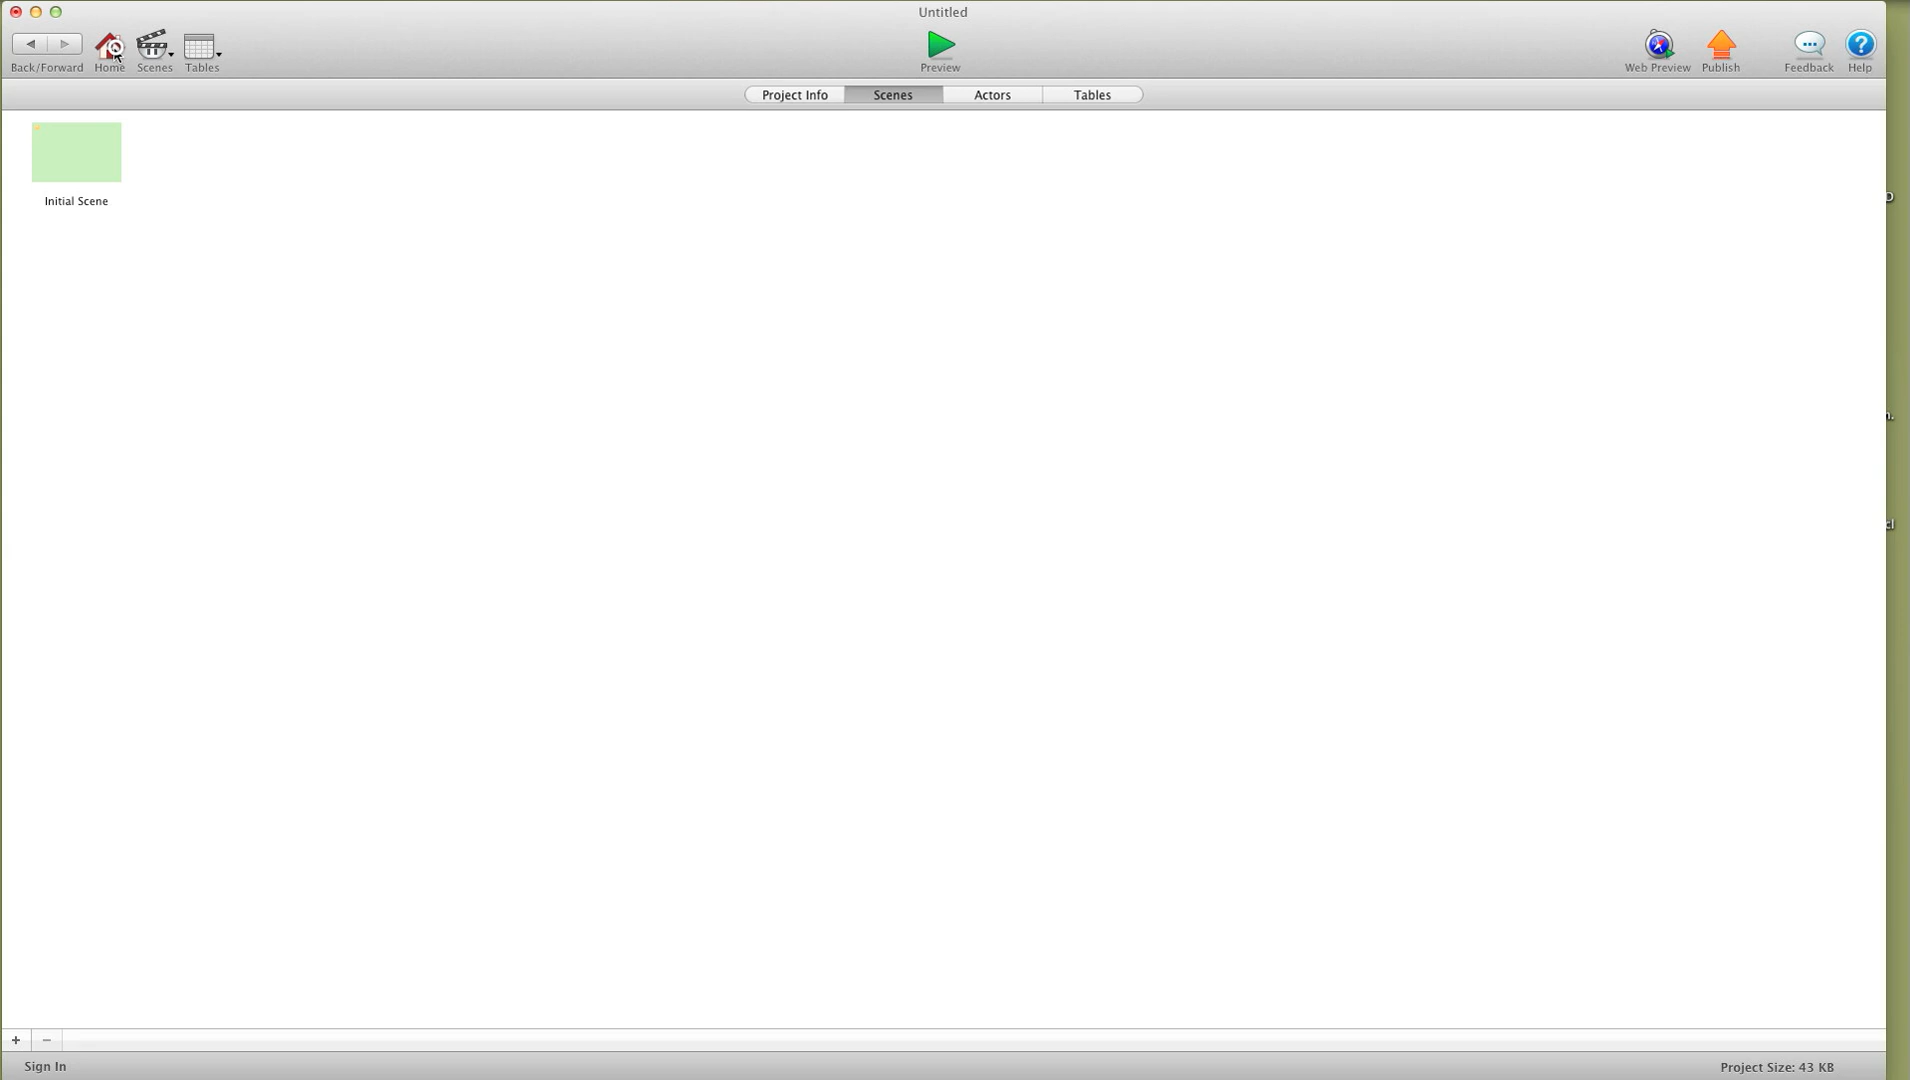 Untitled
Back/Forward Home Scenes Tables Preview Web Preview Publish Feedback Help
Project Info Scenes Actors Tables
Initial Scene
+ −
Sign In Project Size: 43 KB